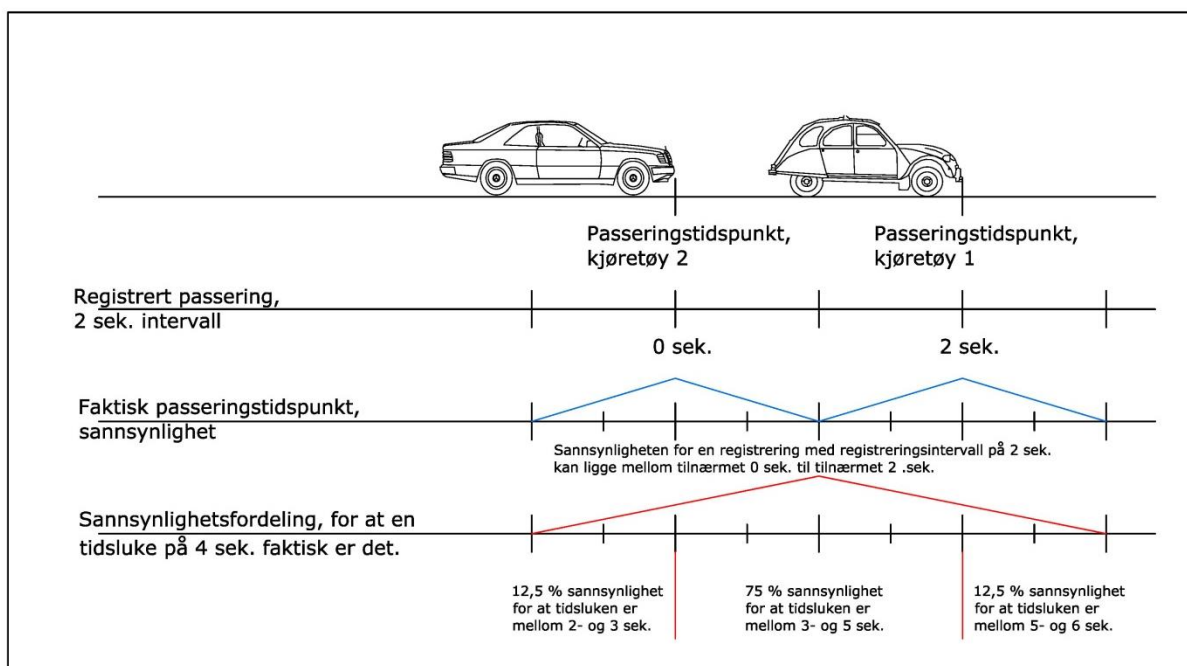 Passeringstidspunkt,
kjøretøy 2
Passeringstidspunkt,
kjøretøy 1
Registrert passering,
2 sek. intervall
0 sek.
2 sek.
Faktisk passeringstidspunkt,
sannsynlighet
Sannsynligheten for en registrering med registreringsintervall på 2 sek.
kan ligge mellom tilnærmet 0 sek. til tilnærmet 2 .sek.
Sannsynlighetsfordeling, for at en
tidsluke på 4 sek. faktisk er det.
12,5 % sannsynlighet
for at tidsluken er
mellom 2- og 3 sek.
75 % sannsynlighet
for at tidsluken er
mellom 3- og 5 sek.
12,5 % sannsynlighet
for at tidsluken er
mellom 5- og 6 sek.